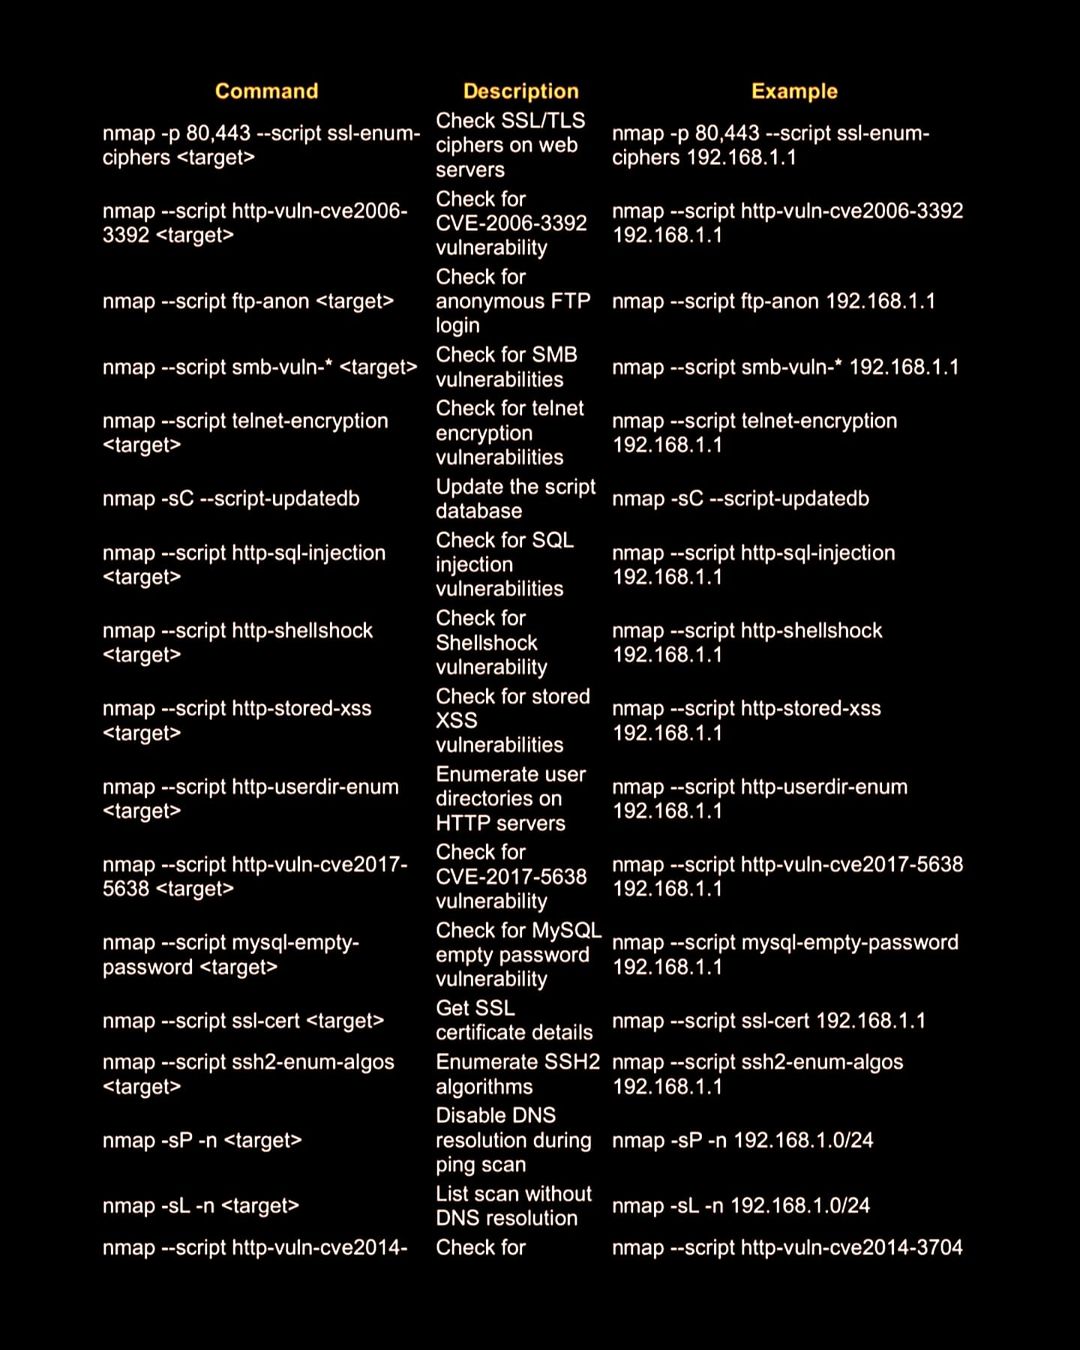 Command Description Example
nmap -p 80,443 --script ssl-enum-
ciphers <target>
Check SSL/TLS
ciphers on web
servers
nmap -p 80,443 --script ssl-enum-
ciphers 192.168.1.1
nmap --script http-vuln-cve2006-
3392 <target>
Check for
CVE-2006-3392
vulnerability
nmap --script http-vuln-cve2006-3392
192.168.1.1
nmap --script ftp-anon <target>
Check for
anonymous FTP
login
nmap --script ftp-anon 192.168.1.1
nmap --script smb-vuln-* <target>
Check for SMB
vulnerabilities
nmap --script smb-vuln-* 192.168.1.1
nmap --script telnet-encryption
<target>
Check for telnet
encryption
vulnerabilities
nmap --script telnet-encryption
192.168.1.1
nmap -sC --script-updatedb
Update the script
database
nmap -sC --script-updatedb
nmap --script http-sql-injection
<target>
Check for SQL
injection
vulnerabilities
nmap --script http-sql-injection
192.168.1.1
nmap --script http-shellshock
<target>
Check for
Shellshock
vulnerability
nmap --script http-shellshock
192.168.1.1
nmap --script http-stored-xss
<target>
Check for stored
XSS
vulnerabilities
nmap --script http-stored-xss
192.168.1.1
nmap --script http-userdir-enum
<target>
Enumerate user
directories on
HTTP servers
nmap --script http-userdir-enum
192.168.1.1
nmap --script http-vuln-cve2017-
5638 <target>
Check for
CVE-2017-5638
vulnerability
nmap --script http-vuln-cve2017-5638
192.168.1.1
nmap --script mysql-empty-
password <target>
Check for MySQL
empty password
vulnerability
nmap --script mysql-empty-password
192.168.1.1
nmap --script ssl-cert <target>
Get SSL
certificate details
nmap --script ssl-cert 192.168.1.1
nmap --script ssh2-enum-algos
<target>
Enumerate SSH2
algorithms
nmap --script ssh2-enum-algos
192.168.1.1
nmap -sP -n <target>
Disable DNS
resolution during
ping scan
nmap -sP -n 192.168.1.0/24
nmap -sL -n <target>
List scan without
DNS resolution
nmap -sL -n 192.168.1.0/24
nmap --script http-vuln-cve2014-
Check for
nmap --script http-vuln-cve2014-3704